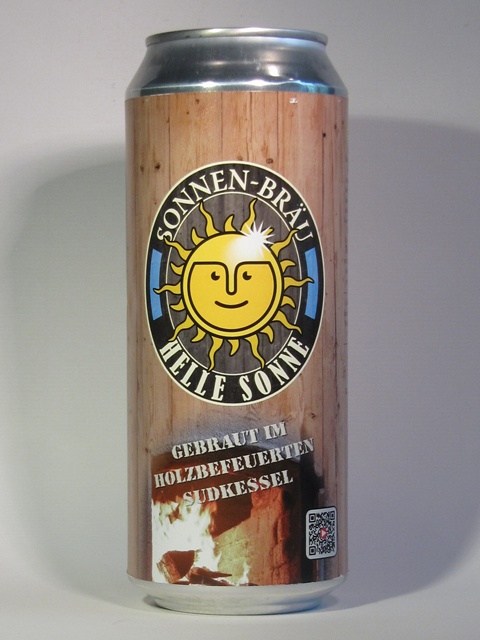 SONNEN-BRÄU
HELLE SONNE
GEBRAUT IM
HOLZBEFEUERTEN
SUDKESSEL